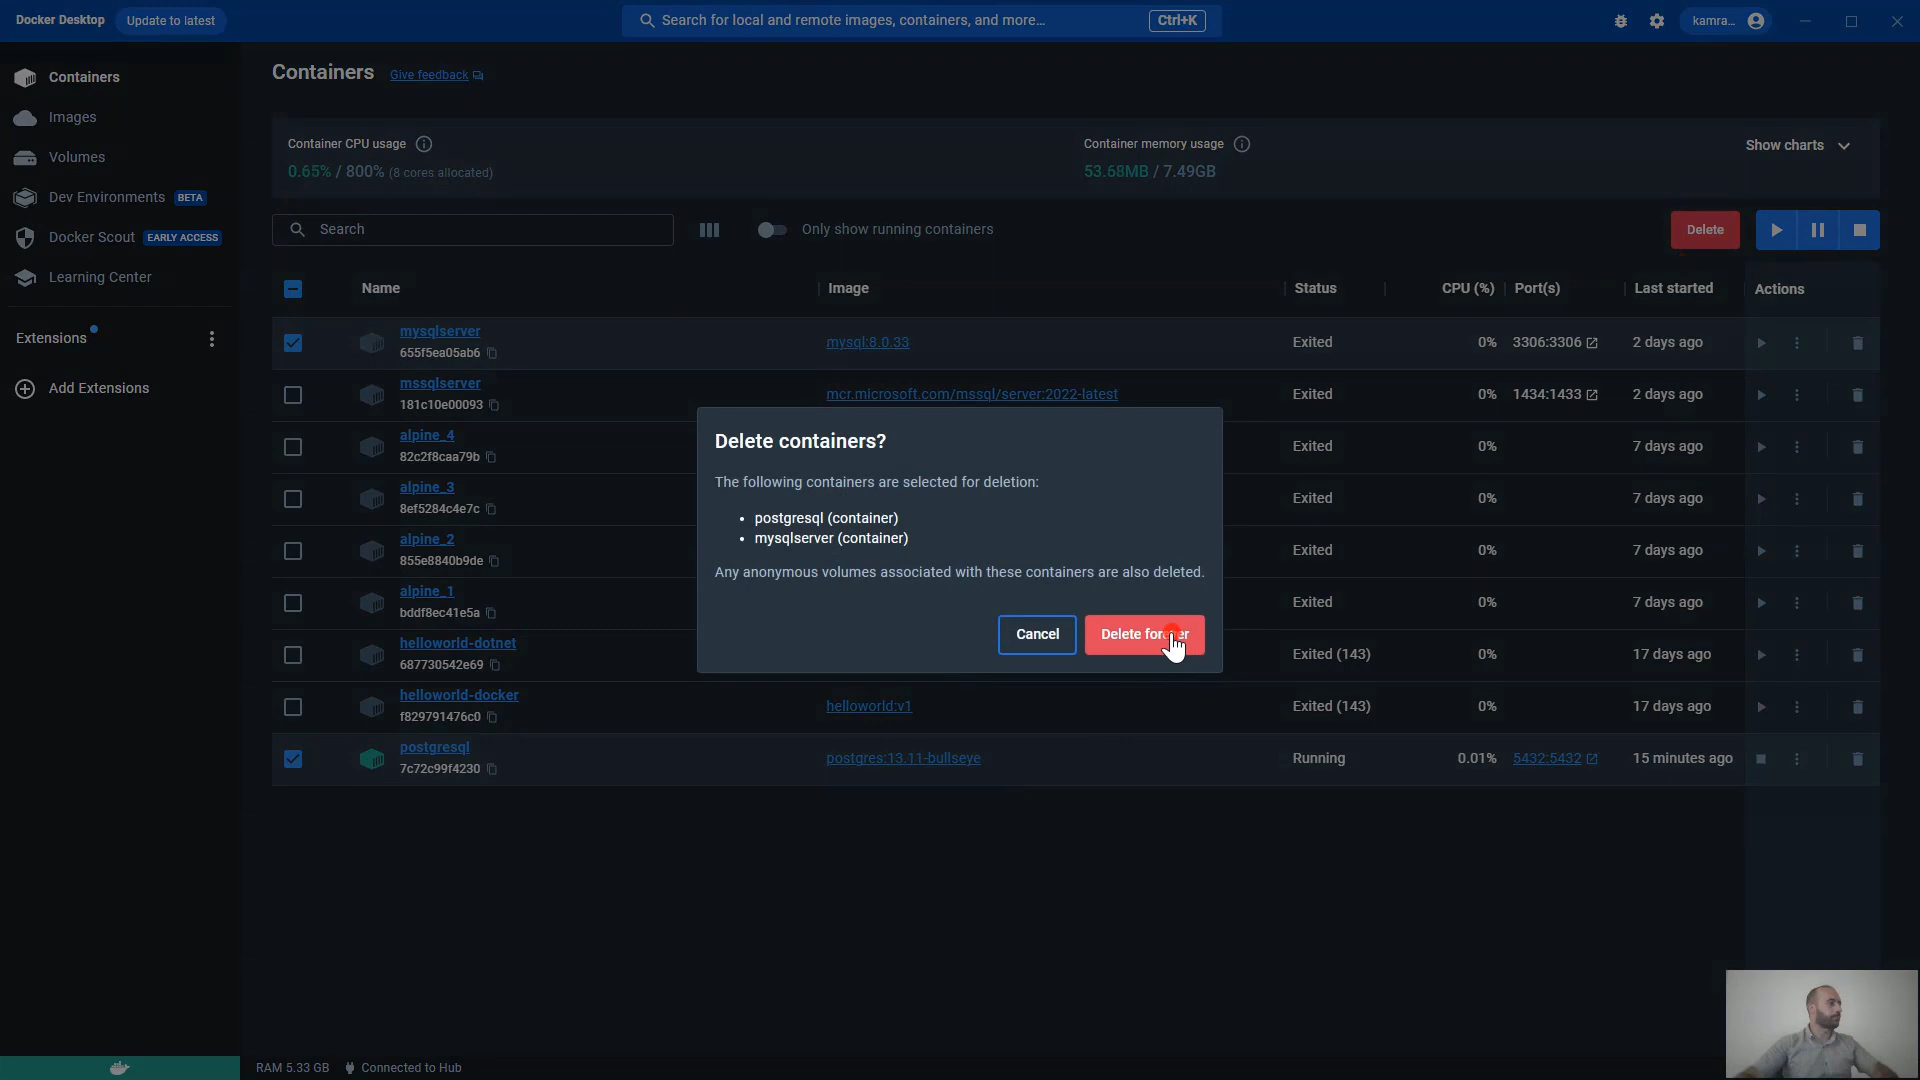 Docker Desktop
Update to latest
Search for local and remote images, containers, and more...
Ctrl+K
kamra...
Containers
Images
Volumes
Dev Environments BETA
Docker Scout EARLY ACCESS
Learning Center
Extensions
Add Extensions
Containers Give feedback
Container CPU usage
0.65% / 800% (8 cores allocated)
Container memory usage
53.68MB / 7.49GB
Show charts
Search
Only show running containers
Delete
Name Image Status CPU (%) Port(s) Last started Actions
mysqlserver
655f5ea05ab6
mysql:8.0.33 Exited 0% 3306:3306 2 days ago
mssqlserver
181c10e00093
mcr.microsoft.com/mssql/server:2022-latest Exited 0% 1434:1433 2 days ago
alpine_4
82c2f8caa79b
Exited 0% 7 days ago
alpine_3
8ef5284c4e7c
Exited 0% 7 days ago
alpine_2
855e8840b9de
Exited 0% 7 days ago
alpine_1
bddf8ec41e5a
Exited 0% 7 days ago
helloworld-dotnet
687730542e69
Exited (143) 0% 17 days ago
helloworld-docker
f829791476c0
helloworld:v1 Exited (143) 0% 17 days ago
postgresql
7c72c99f4230
postgres:13.11-bullseye Running 0.01% 5432:5432 15 minutes ago
Delete containers?
The following containers are selected for deletion:
• postgresql (container)
• mysqlserver (container)
Any anonymous volumes associated with these containers are also deleted.
Cancel
Delete
RAM 5.33 GB Connected to Hub